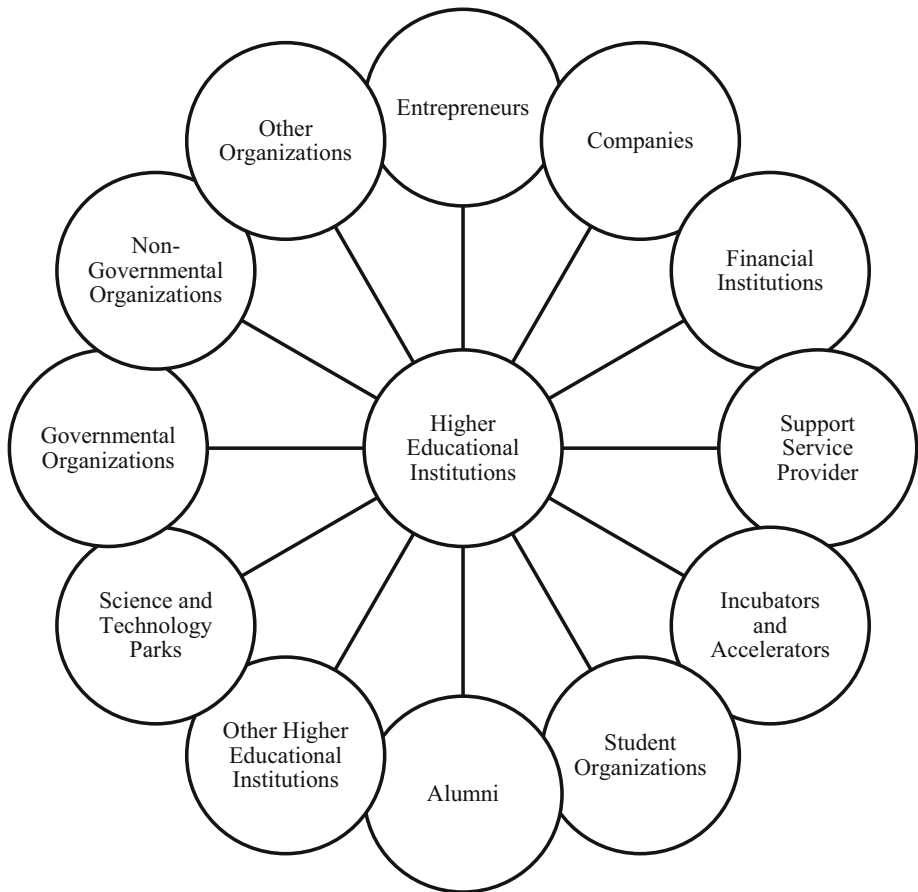 Entrepreneurs
Companies
Financial
Institutions
Support
Service
Provider
Incubators
and
Accelerators
Student
Organizations
Alumni
Other Higher
Educational
Institutions
Science and
Technology
Parks
Governmental
Organizations
Non-
Governmental
Organizations
Other
Organizations
Higher
Educational
Institutions